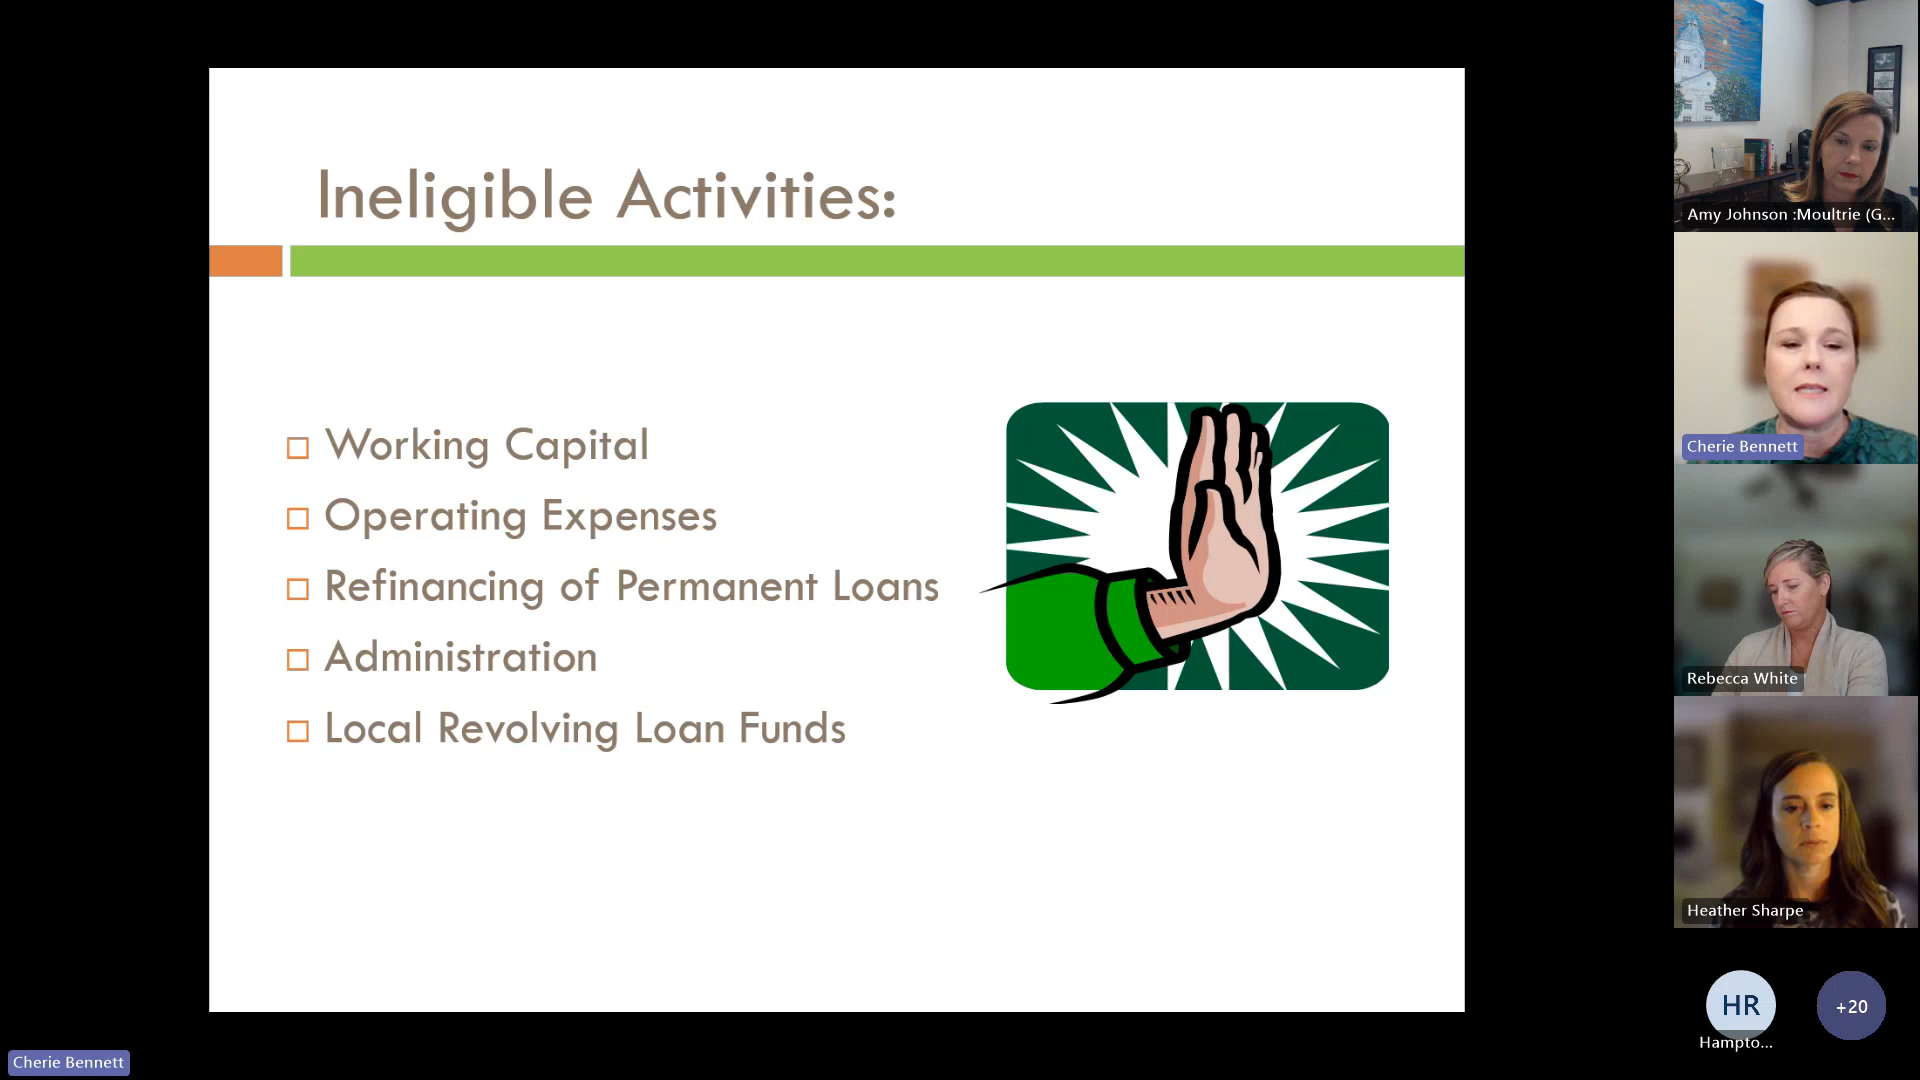 Ineligible Activities:
Working Capital
Operating Expenses
Refinancing of Permanent Loans
Administration
Local Revolving Loan Funds
Amy Johnson :Moultrie (G...
Cherie Bennett
Rebecca White
Heather Sharpe
HR
+20
Hampto...
Cherie Bennett